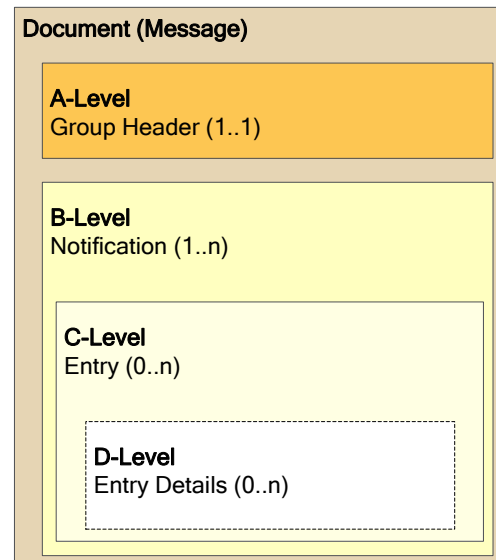 Document (Message)
A-Level
Group Header (1..1)
B-Level
Notification (1..n)
C-Level
Entry (0..n)
D-Level
Entry Details (0..n)